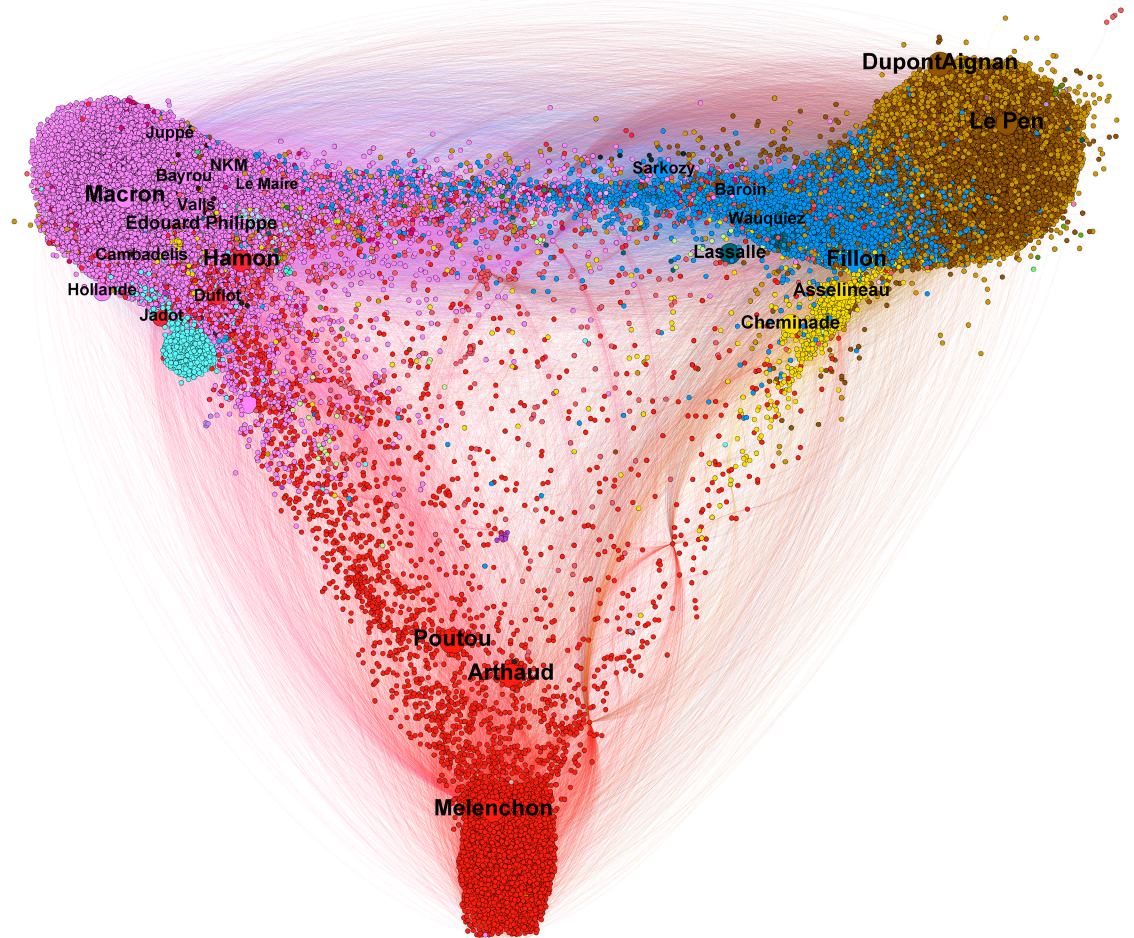 DupontAignan
Le Pen
Juppé
NKM
Bayrou
Le Maire
Macron
Valls
Edouard Philippe
Sarkozy
Baroin
Wauquiez
Cambadelis
Hamon
Lassalle
Fillon
Hollande
Duflot
Asselineau
Jadot
Cheminade
Poutou
Arthaud
Melenchon